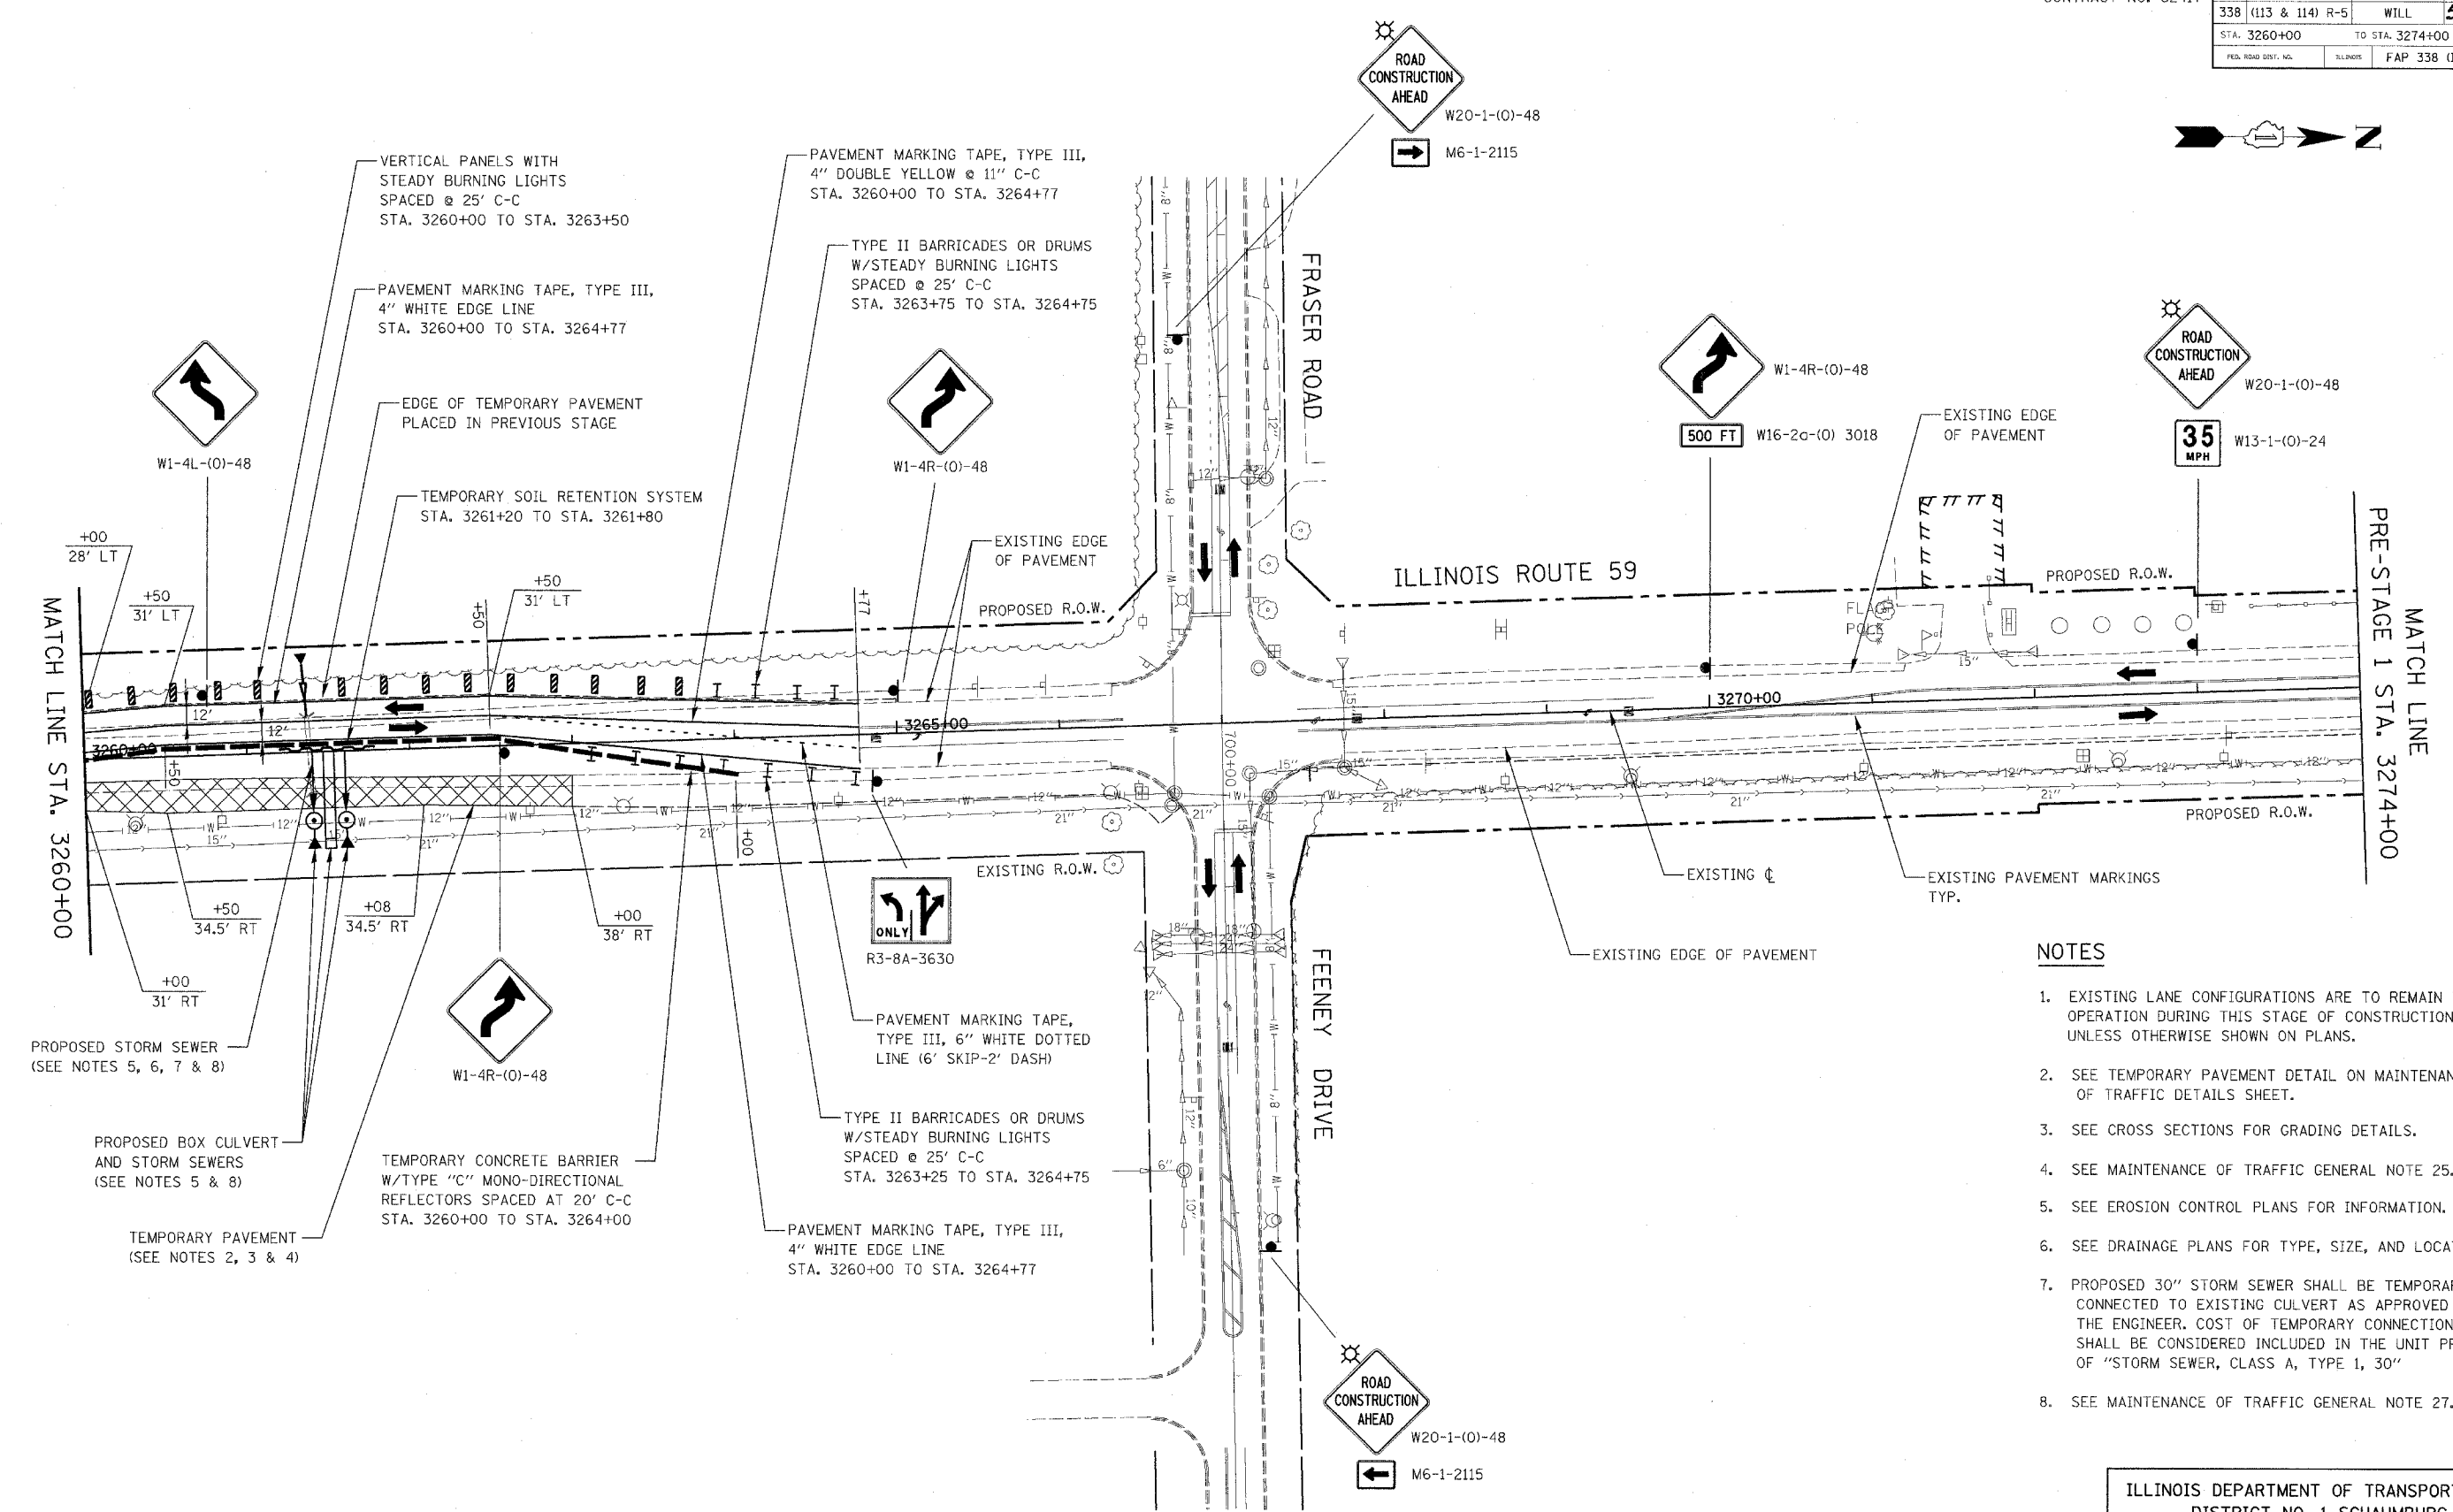 338 (113 & 114) R-5 WILL
STA. 3260+00 TO STA. 3274+00
FED. ROAD DIST. NO. ILLINOIS FAP 338
N
ROAD
CONSTRUCTION
AHEAD
W20-1-(O)-48
M6-1-2115
VERTICAL PANELS WITH
STEADY BURNING LIGHTS
SPACED @ 25' C-C
STA. 3260+00 TO STA. 3263+50
PAVEMENT MARKING TAPE, TYPE III,
4" DOUBLE YELLOW @ 11" C-C
STA. 3260+00 TO STA. 3264+77
TYPE II BARRICADES OR DRUMS
W/STEADY BURNING LIGHTS
SPACED @ 25' C-C
STA. 3263+75 TO STA. 3264+75
PAVEMENT MARKING TAPE, TYPE III,
4" WHITE EDGE LINE
STA. 3260+00 TO STA. 3264+77
EDGE OF TEMPORARY PAVEMENT
PLACED IN PREVIOUS STAGE
W1-4L-(O)-48
W1-4R-(O)-48
TEMPORARY SOIL RETENTION SYSTEM
STA. 3261+20 TO STA. 3261+80
FRASER ROAD
W1-4R-(O)-48
500 FT
W16-2a-(O) 3018
EXISTING EDGE
OF PAVEMENT
ROAD
CONSTRUCTION
AHEAD
W20-1-(O)-48
35
MPH
W13-1-(O)-24
+00
28' LT
+50
31' LT
+50
+50
31' LT
+77
EXISTING EDGE
OF PAVEMENT
PROPOSED R.O.W.
ILLINOIS ROUTE 59
PROPOSED R.O.W.
FLAG
POLE
MATCH LINE STA. 3260+00
PRE-STAGE 1 STA. 3274+00
MATCH LINE
12'
12'
3260+00
3265+00
3270+00
700+00
+50
+00
PROPOSED R.O.W.
EXISTING R.O.W.
+50
34.5' RT
+08
34.5' RT
+00
38' RT
+00
31' RT
ONLY
R3-8A-3630
EXISTING ℄
EXISTING PAVEMENT MARKINGS
TYP.
EXISTING EDGE OF PAVEMENT
FEENEY DRIVE
PROPOSED STORM SEWER
(SEE NOTES 5, 6, 7 & 8)
W1-4R-(O)-48
PAVEMENT MARKING TAPE,
TYPE III, 6" WHITE DOTTED
LINE (6' SKIP-2' DASH)
PROPOSED BOX CULVERT
AND STORM SEWERS
(SEE NOTES 5 & 8)
TEMPORARY CONCRETE BARRIER
W/TYPE "C" MONO-DIRECTIONAL
REFLECTORS SPACED AT 20' C-C
STA. 3260+00 TO STA. 3264+00
TYPE II BARRICADES OR DRUMS
W/STEADY BURNING LIGHTS
SPACED @ 25' C-C
STA. 3263+25 TO STA. 3264+75
TEMPORARY PAVEMENT
(SEE NOTES 2, 3 & 4)
PAVEMENT MARKING TAPE, TYPE III,
4" WHITE EDGE LINE
STA. 3260+00 TO STA. 3264+77
ROAD
CONSTRUCTION
AHEAD
W20-1-(O)-48
M6-1-2115
NOTES
1. EXISTING LANE CONFIGURATIONS ARE TO REMAIN
OPERATION DURING THIS STAGE OF CONSTRUCTION
UNLESS OTHERWISE SHOWN ON PLANS.
2. SEE TEMPORARY PAVEMENT DETAIL ON
OF TRAFFIC DETAILS SHEET.
3. SEE CROSS SECTIONS FOR GRADING DETAILS.
4. SEE MAINTENANCE OF TRAFFIC GENERAL NOTE 25.
5. SEE EROSION CONTROL PLANS FOR INFORMATION.
6. SEE DRAINAGE PLANS FOR TYPE, SIZE, AND
7. PROPOSED 30" STORM SEWER SHALL BE
CONNECTED TO EXISTING CULVERT AS APPROVED
THE ENGINEER. COST OF TEMPORARY CONNECTION
SHALL BE CONSIDERED INCLUDED IN THE UNIT
OF "STORM SEWER, CLASS A, TYPE 1, 30"
8. SEE MAINTENANCE OF TRAFFIC GENERAL NOTE 27.
ILLINOIS DEPARTMENT OF